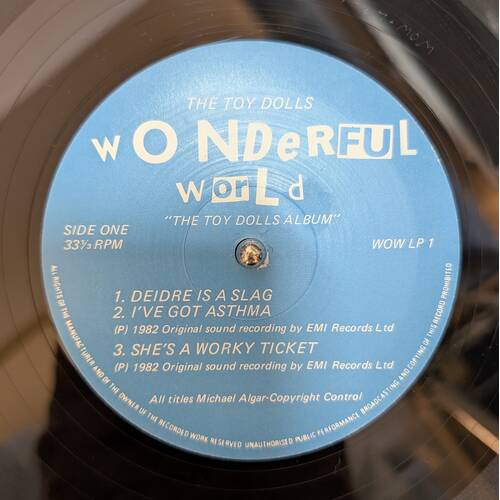 THE TOY DOLLS
WONDeRFUL
WorLd
"THE TOY DOLLS ALBUM"
SIDE ONE
33⅓ RPM
WOW LP 1
1. DEIDRE IS A SLAG
2. I'VE GOT ASTHMA
(P) 1982 Original sound recording by EMI Records Ltd
3. SHE'S A WORKY TICKET
(P) 1982 Original sound recording by EMI Records Ltd
All titles Michael Algar-Copyright Control
ALL RIGHTS OF THE MANUFACTURER AND OF THE OWNER OF THE RECORDED WORK RESERVED UNAUTHORISED PUBLIC PERFORMANCE BROADCASTING AND COPYING OF THIS RECORD PROHIBITED